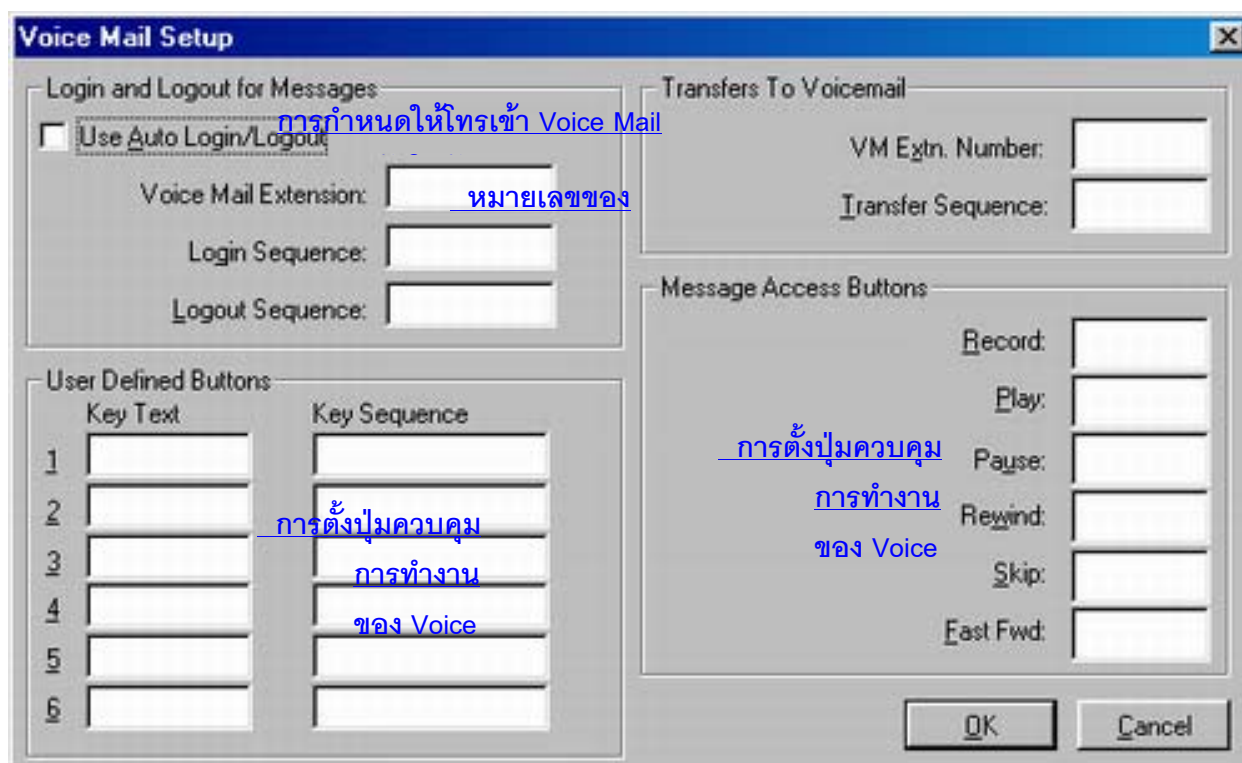 Voice Mail Setup
Login and Logout for Messages
การกำหนดให้โทรเข้า Voice Mail
Use Auto Login/Logout
Voice Mail Extension:
หมายเลขของ
Login Sequence:
Logout Sequence:
User Defined Buttons
Key Text Key Sequence
1
2
3
4
5
6
การตั้งปุ่มควบคุม
การทำงาน
ของ Voice
Transfers To Voicemail
VM Extn. Number:
Transfer Sequence:
Message Access Buttons
Record:
Play:
Pause:
Rewind:
Skip:
Fast Fwd:
การตั้งปุ่มควบคุม
การทำงาน
ของ Voice
OK Cancel